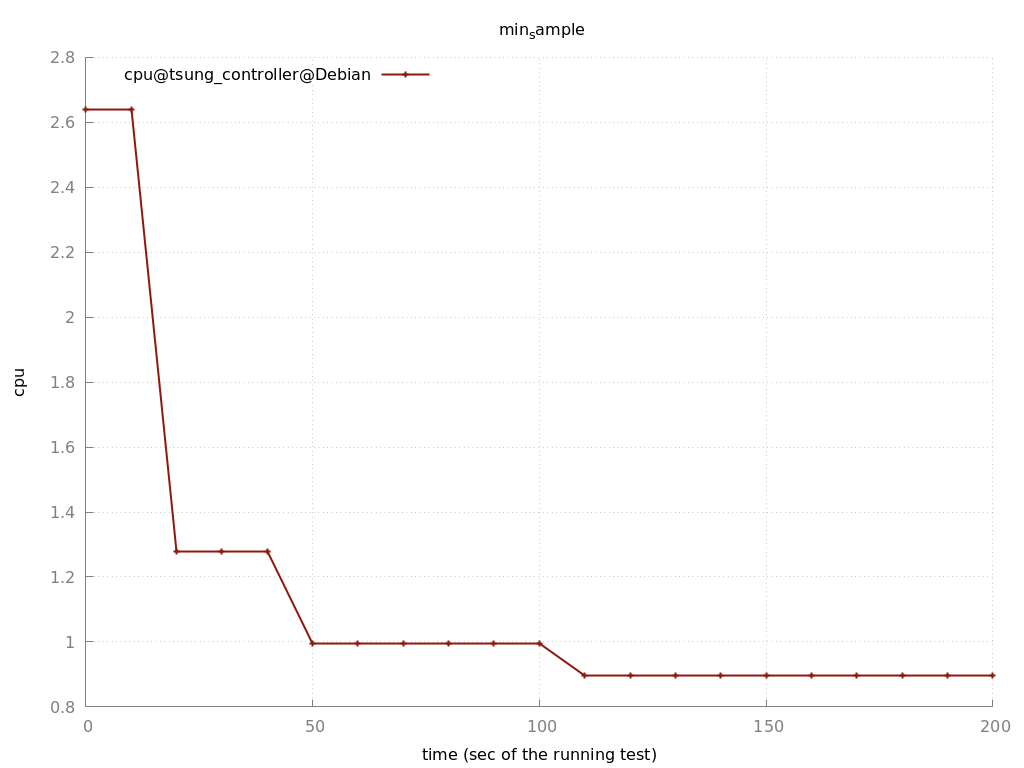 min_sample
2.8
cpu@tsung_controller@Debian
2.6
2.4
2.2
2
1.8
cpu
1.6
1.4
1.2
1
0.8
0 50 100 150 200
time (sec of the running test)